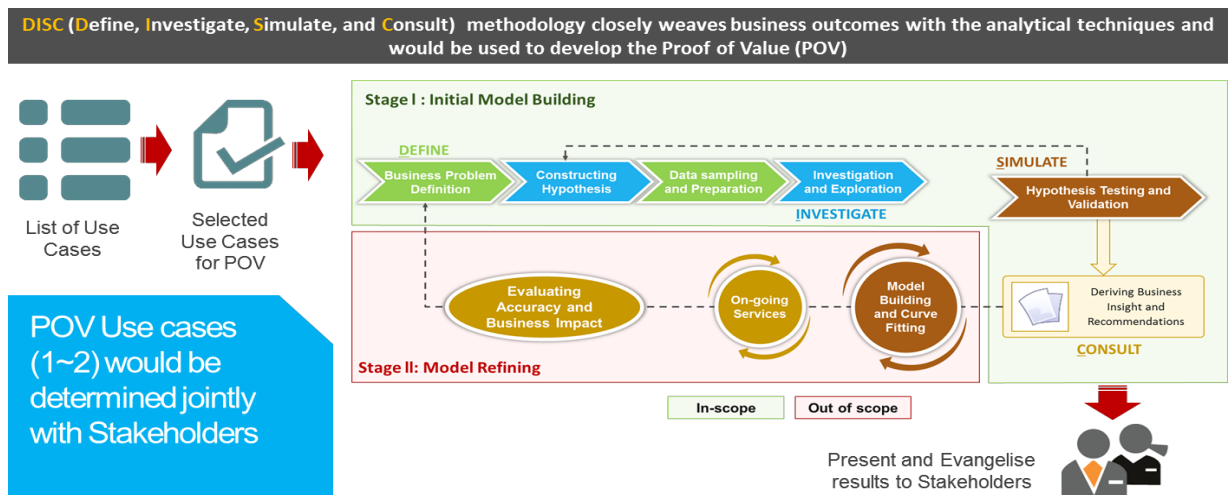 DISC (Define, Investigate, Simulate, and Consult) methodology closely weaves business outcomes with the analytical techniques and
would be used to develop the Proof of Value (POV)
List of Use
Cases
Selected
Use Cases
for POV
Stage I : Initial Model Building
DEFINE
Business Problem
Definition
Constructing
Hypothesis
Data sampling
and Preparation
Investigation
and Exploration
INVESTIGATE
SIMULATE
Hypothesis Testing and
Validation
Evaluating
Accuracy and
Business Impact
On-going
Services
Model
Building
and Curve
Fitting
Deriving Business
Insight and
Recommendations
CONSULT
Stage ll: Model Refining
In-scope
Out of scope
POV Use cases
(1~2) would be
determined jointly
with Stakeholders
Present and Evangelise
results to Stakeholders